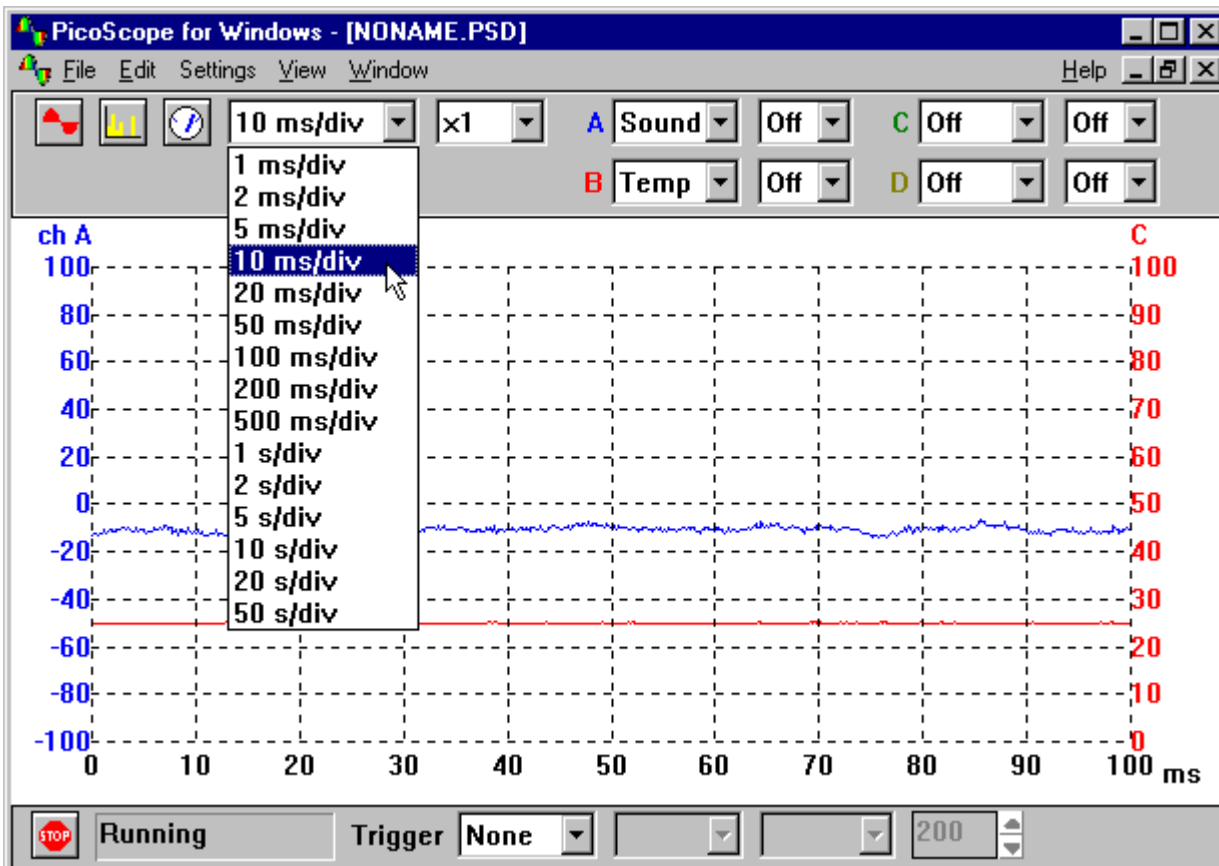 PicoScope for Windows - [NONAME.PSD]
File Edit Settings View Window Help
10 ms/div x1 A Sound Off C Off Off
B Temp Off D Off Off
1 ms/div
2 ms/div
5 ms/div
10 ms/div
20 ms/div
50 ms/div
100 ms/div
200 ms/div
500 ms/div
1 s/div
2 s/div
5 s/div
10 s/div
20 s/div
50 s/div
ch A
100
80
60
40
20
0
-20
-40
-60
-80
-100
C
100
90
80
70
60
50
40
30
20
10
0
0 10 20 30 40 50 60 70 80 90 100 ms
STOP Running Trigger None 200